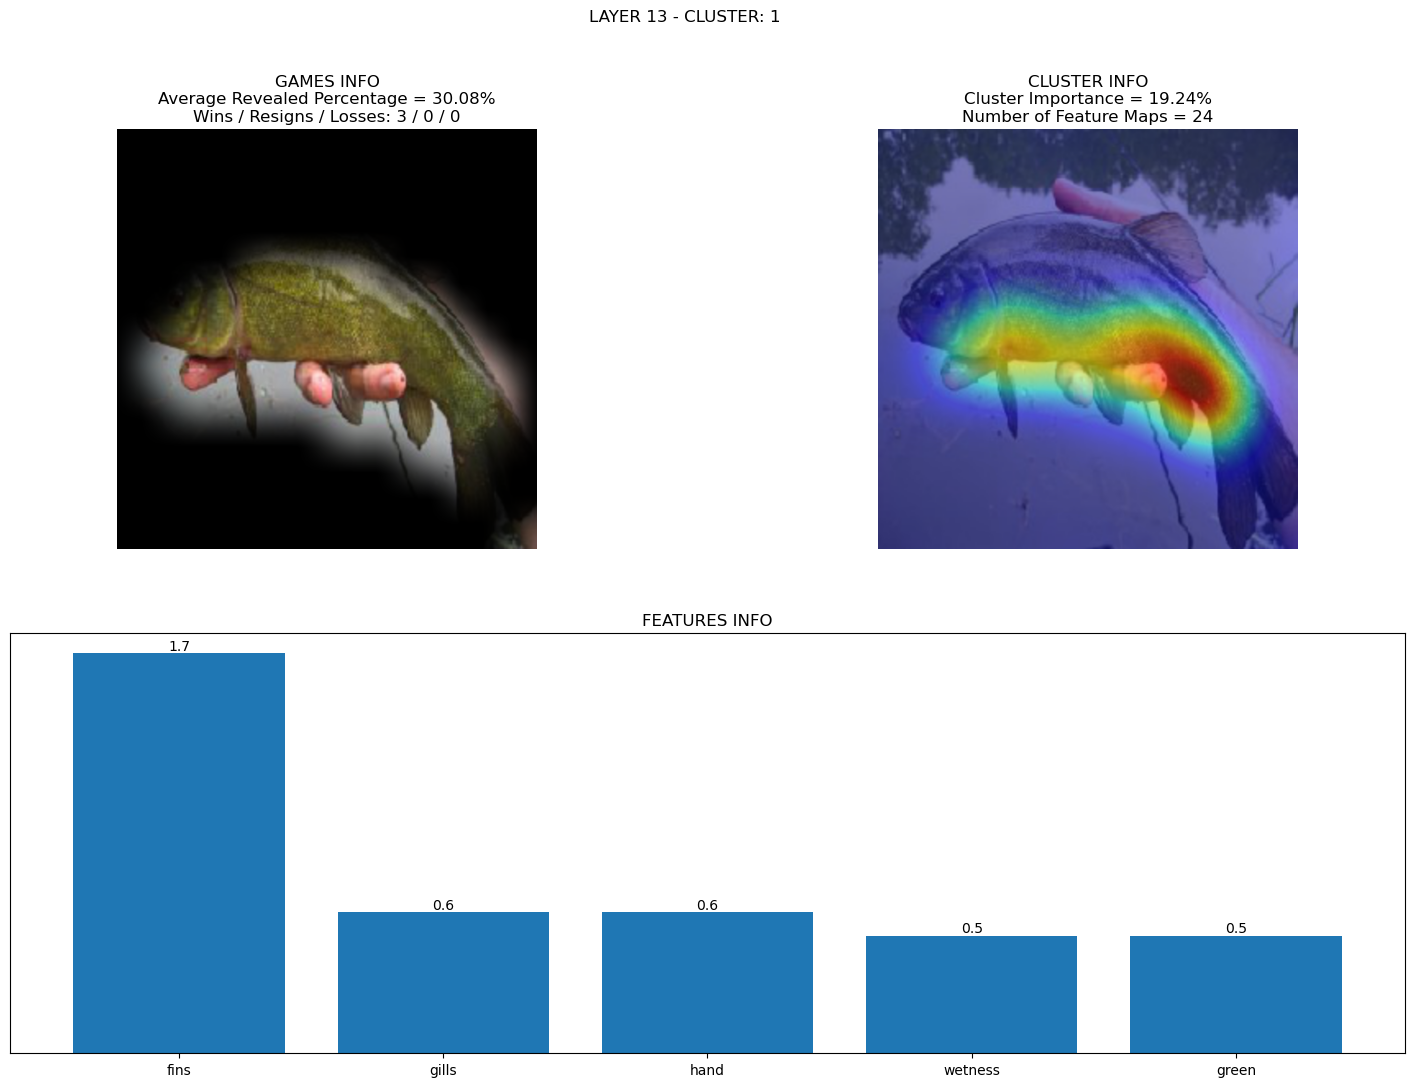 LAYER 13 - CLUSTER: 1
GAMES INFO
Average Revealed Percentage = 30.08%
Wins / Resigns / Losses: 3 / 0 / 0
CLUSTER INFO
Cluster Importance = 19.24%
Number of Feature Maps = 24
FEATURES INFO
1.7
0.6
0.6
0.5
0.5
fins
gills
hand
wetness
green